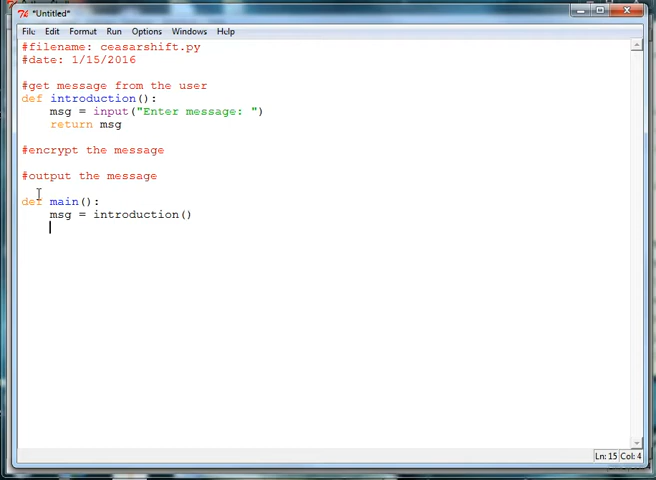 *Untitled*
File Edit Format Run Options Windows Help
#filename: ceasarshift.py
#date: 1/15/2016
#get message from the user
def introduction():
msg = input("Enter message: ")
return msg
#encrypt the message
#output the message
def main():
msg = introduction()
Ln: 15 Col: 4